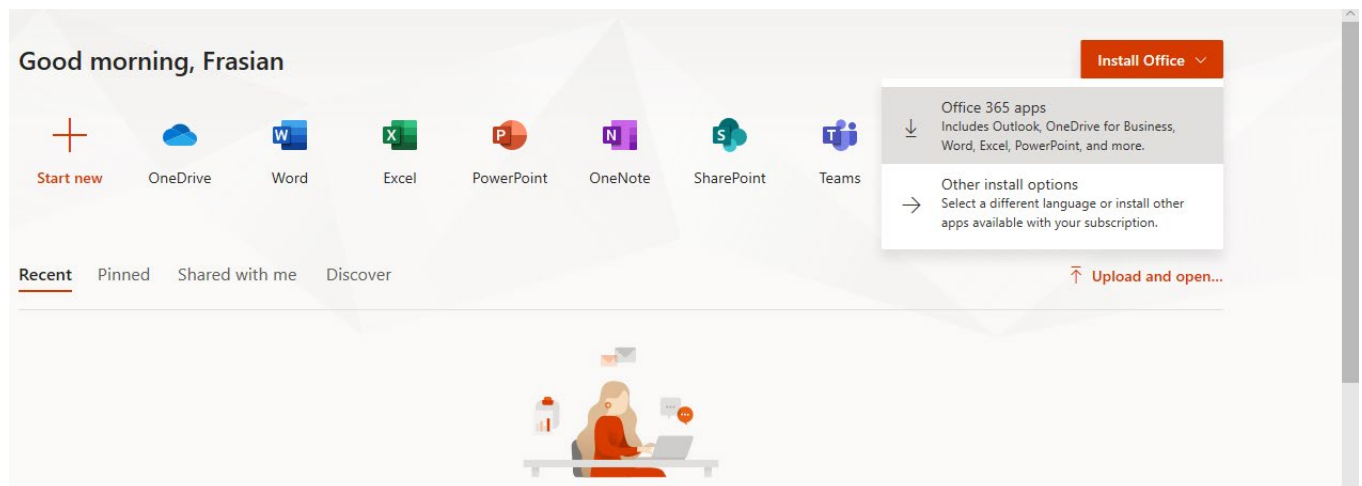 Good morning, Frasian
Install Office
Office 365 apps
Includes Outlook, OneDrive for Business,
Word, Excel, PowerPoint, and more.
Other install options
Select a different language or install other
apps available with your subscription.
Start new
OneDrive
W
Word
X
Excel
P
PowerPoint
N
OneNote
S
SharePoint
T
Teams
Recent
Pinned
Shared with me
Discover
Upload and open...